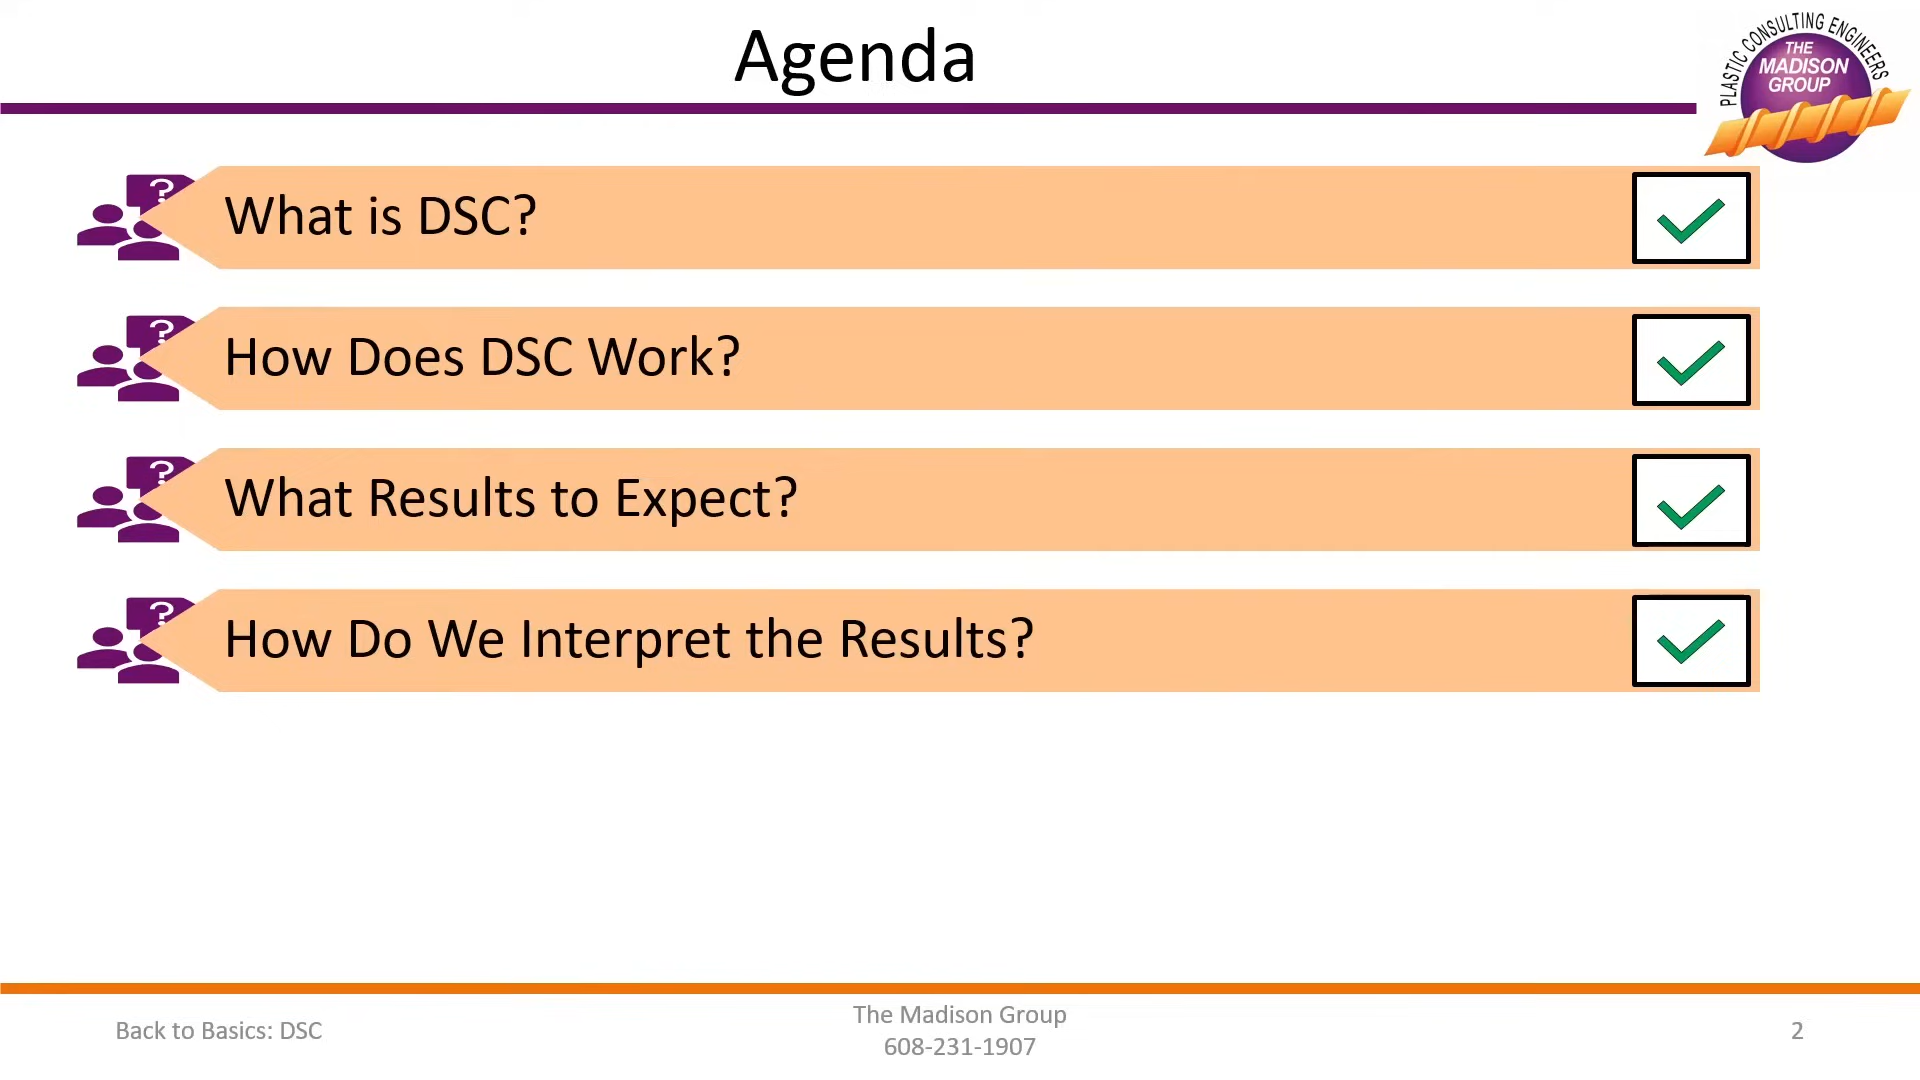 Agenda
PLASTIC CONSULTING ENGINEERS
THE
MADISON
GROUP
?
What is DSC?
?
How Does DSC Work?
?
What Results to Expect?
?
How Do We Interpret the Results?
Back to Basics: DSC
The Madison Group
608-231-1907
2